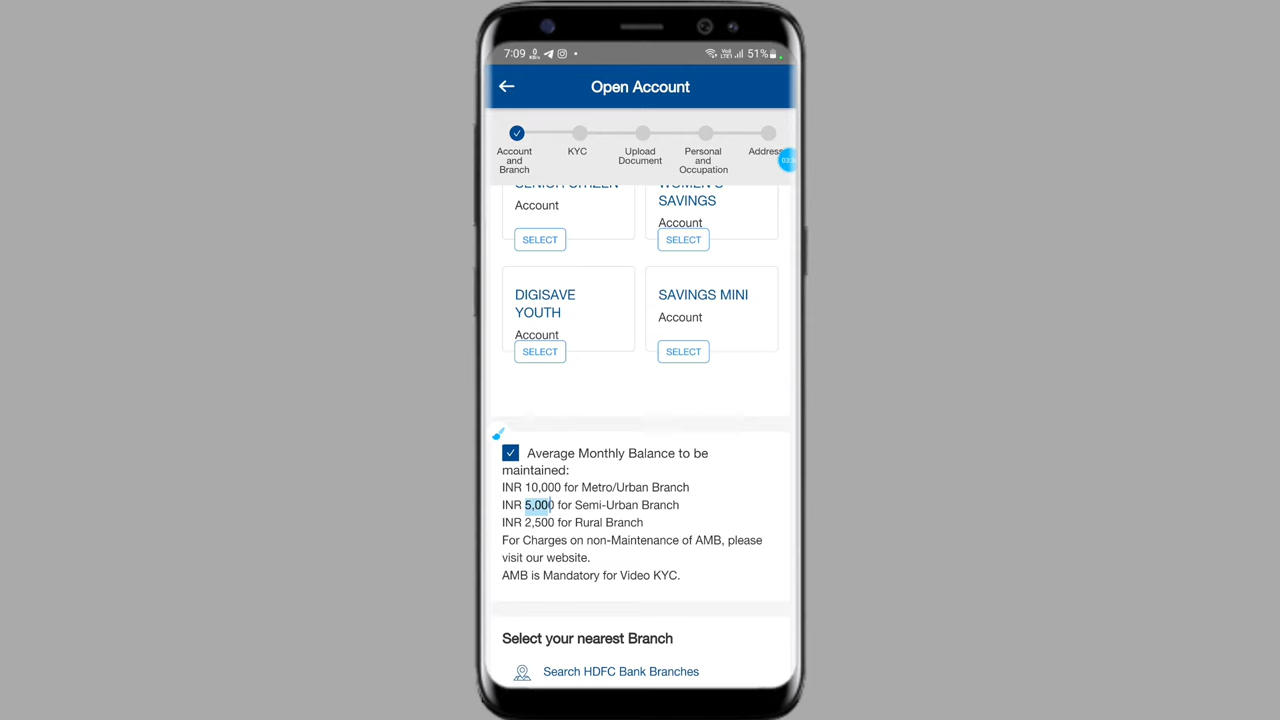 7:09
51%
Open Account
Account and Branch
KYC
Upload Document
Personal and Occupation
Address
SENIOR CITIZEN
Account
SELECT
WOMEN'S
SAVINGS
Account
SELECT
DIGISAVE
YOUTH
Account
SELECT
SAVINGS MINI
Account
SELECT
Average Monthly Balance to be
maintained:
INR 10,000 for Metro/Urban Branch
INR 5,000 for Semi-Urban Branch
INR 2,500 for Rural Branch
For Charges on non-Maintenance of AMB, please
visit our website.
AMB is Mandatory for Video KYC.
Select your nearest Branch
Search HDFC Bank Branches